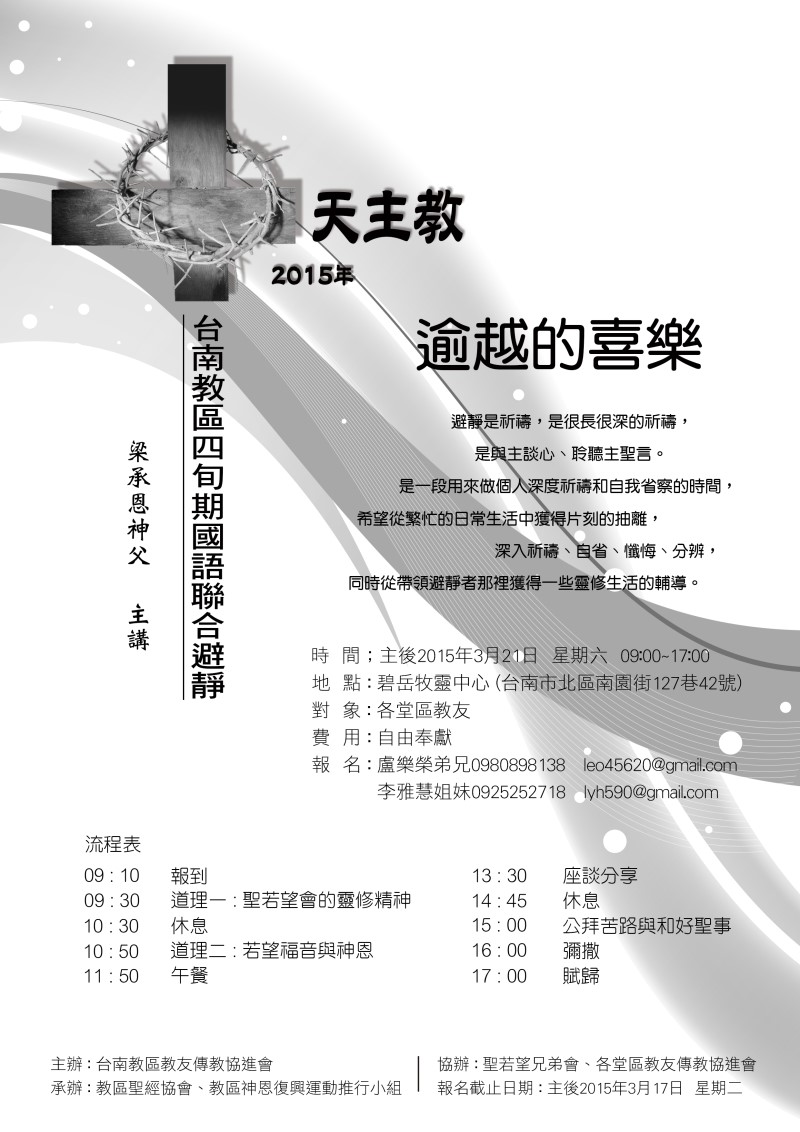 天主教
2015年
台南教區四旬期國語聯合避靜
梁承恩神父 主講
逾越的喜樂
避靜是祈禱，是很長很深的祈禱，
是與主談心、聆聽主聖言。
是一段用來做個人深度祈禱和自我省察的時間，
希望從繁忙的日常生活中獲得片刻的抽離，
深入祈禱、自省、懺悔、分辨，
同時從帶領避靜者那裡獲得一些靈修生活的輔導。
時 間；主後2015年3月21日 星期六 09:00~17:00
地 點：碧岳牧靈中心（台南市北區南園街127巷42號）
對 象：各堂區教友
費 用：自由奉獻
報 名：盧樂榮弟兄0980898138 leo45620@gmail.com
李雅慧姐妹0925252718 lyh590@gmail.com
流程表
09：10 報到
09：30 道理一：聖若望會的靈修精神
10：30 休息
10：50 道理二：若望福音與神恩
11：50 午餐
13：30 座談分享
14：45 休息
15：00 公拜苦路與和好聖事
16：00 彌撒
17：00 賦歸
主辦：台南教區教友傳教協進會
承辦：教區聖經協會、教區神恩復興運動推行小組
協辦：聖若望兄弟會、各堂區教友傳教協進會
報名截止日期：主後2015年3月17日 星期二